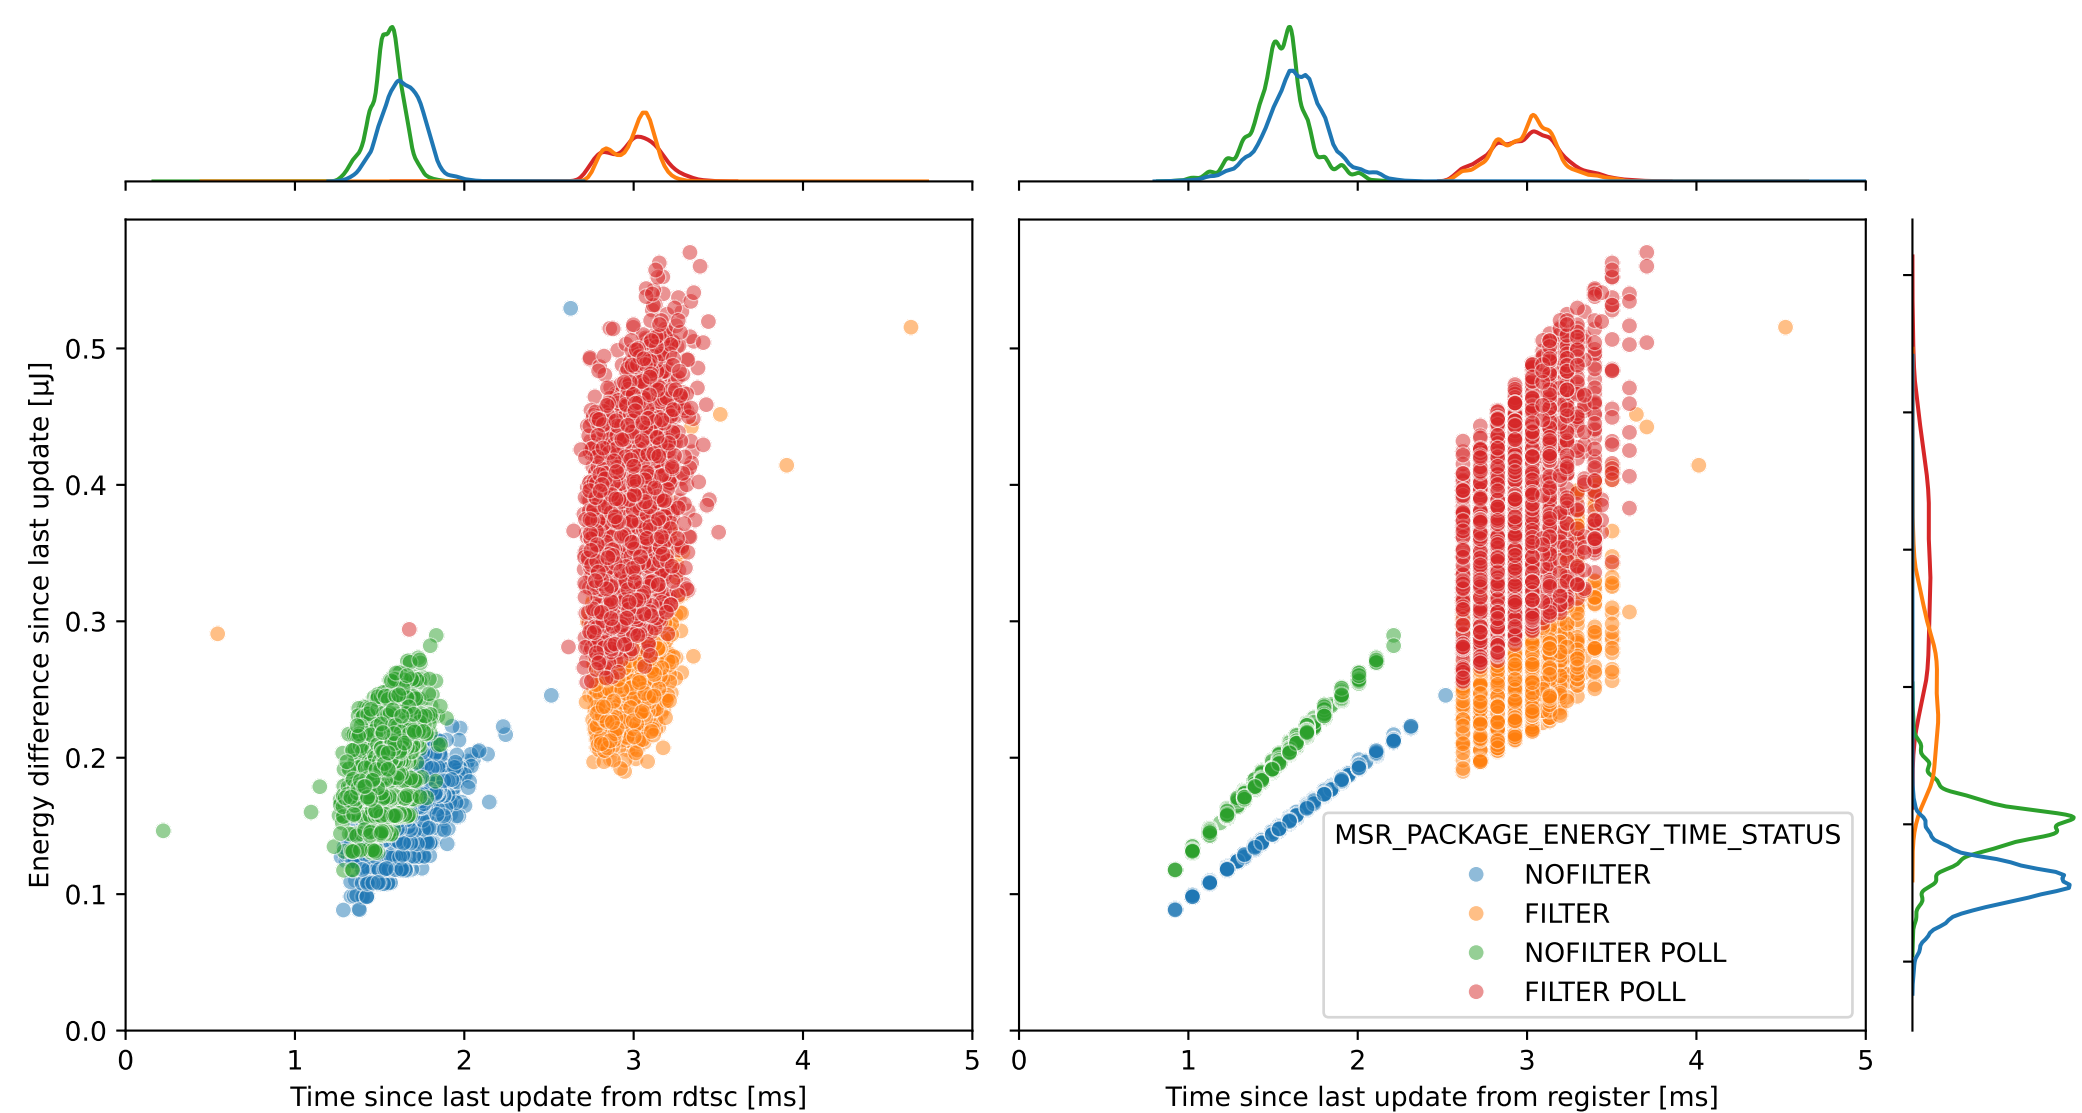 Energy difference since last update [µJ]
0.5
0.4
0.3
0.2
0.1
0.0
0 1 2 3 4 5
Time since last update from rdtsc [ms]
MSR_PACKAGE_ENERGY_TIME_STATUS
NOFILTER
FILTER
NOFILTER POLL
FILTER POLL
0 1 2 3 4 5
Time since last update from register [ms]